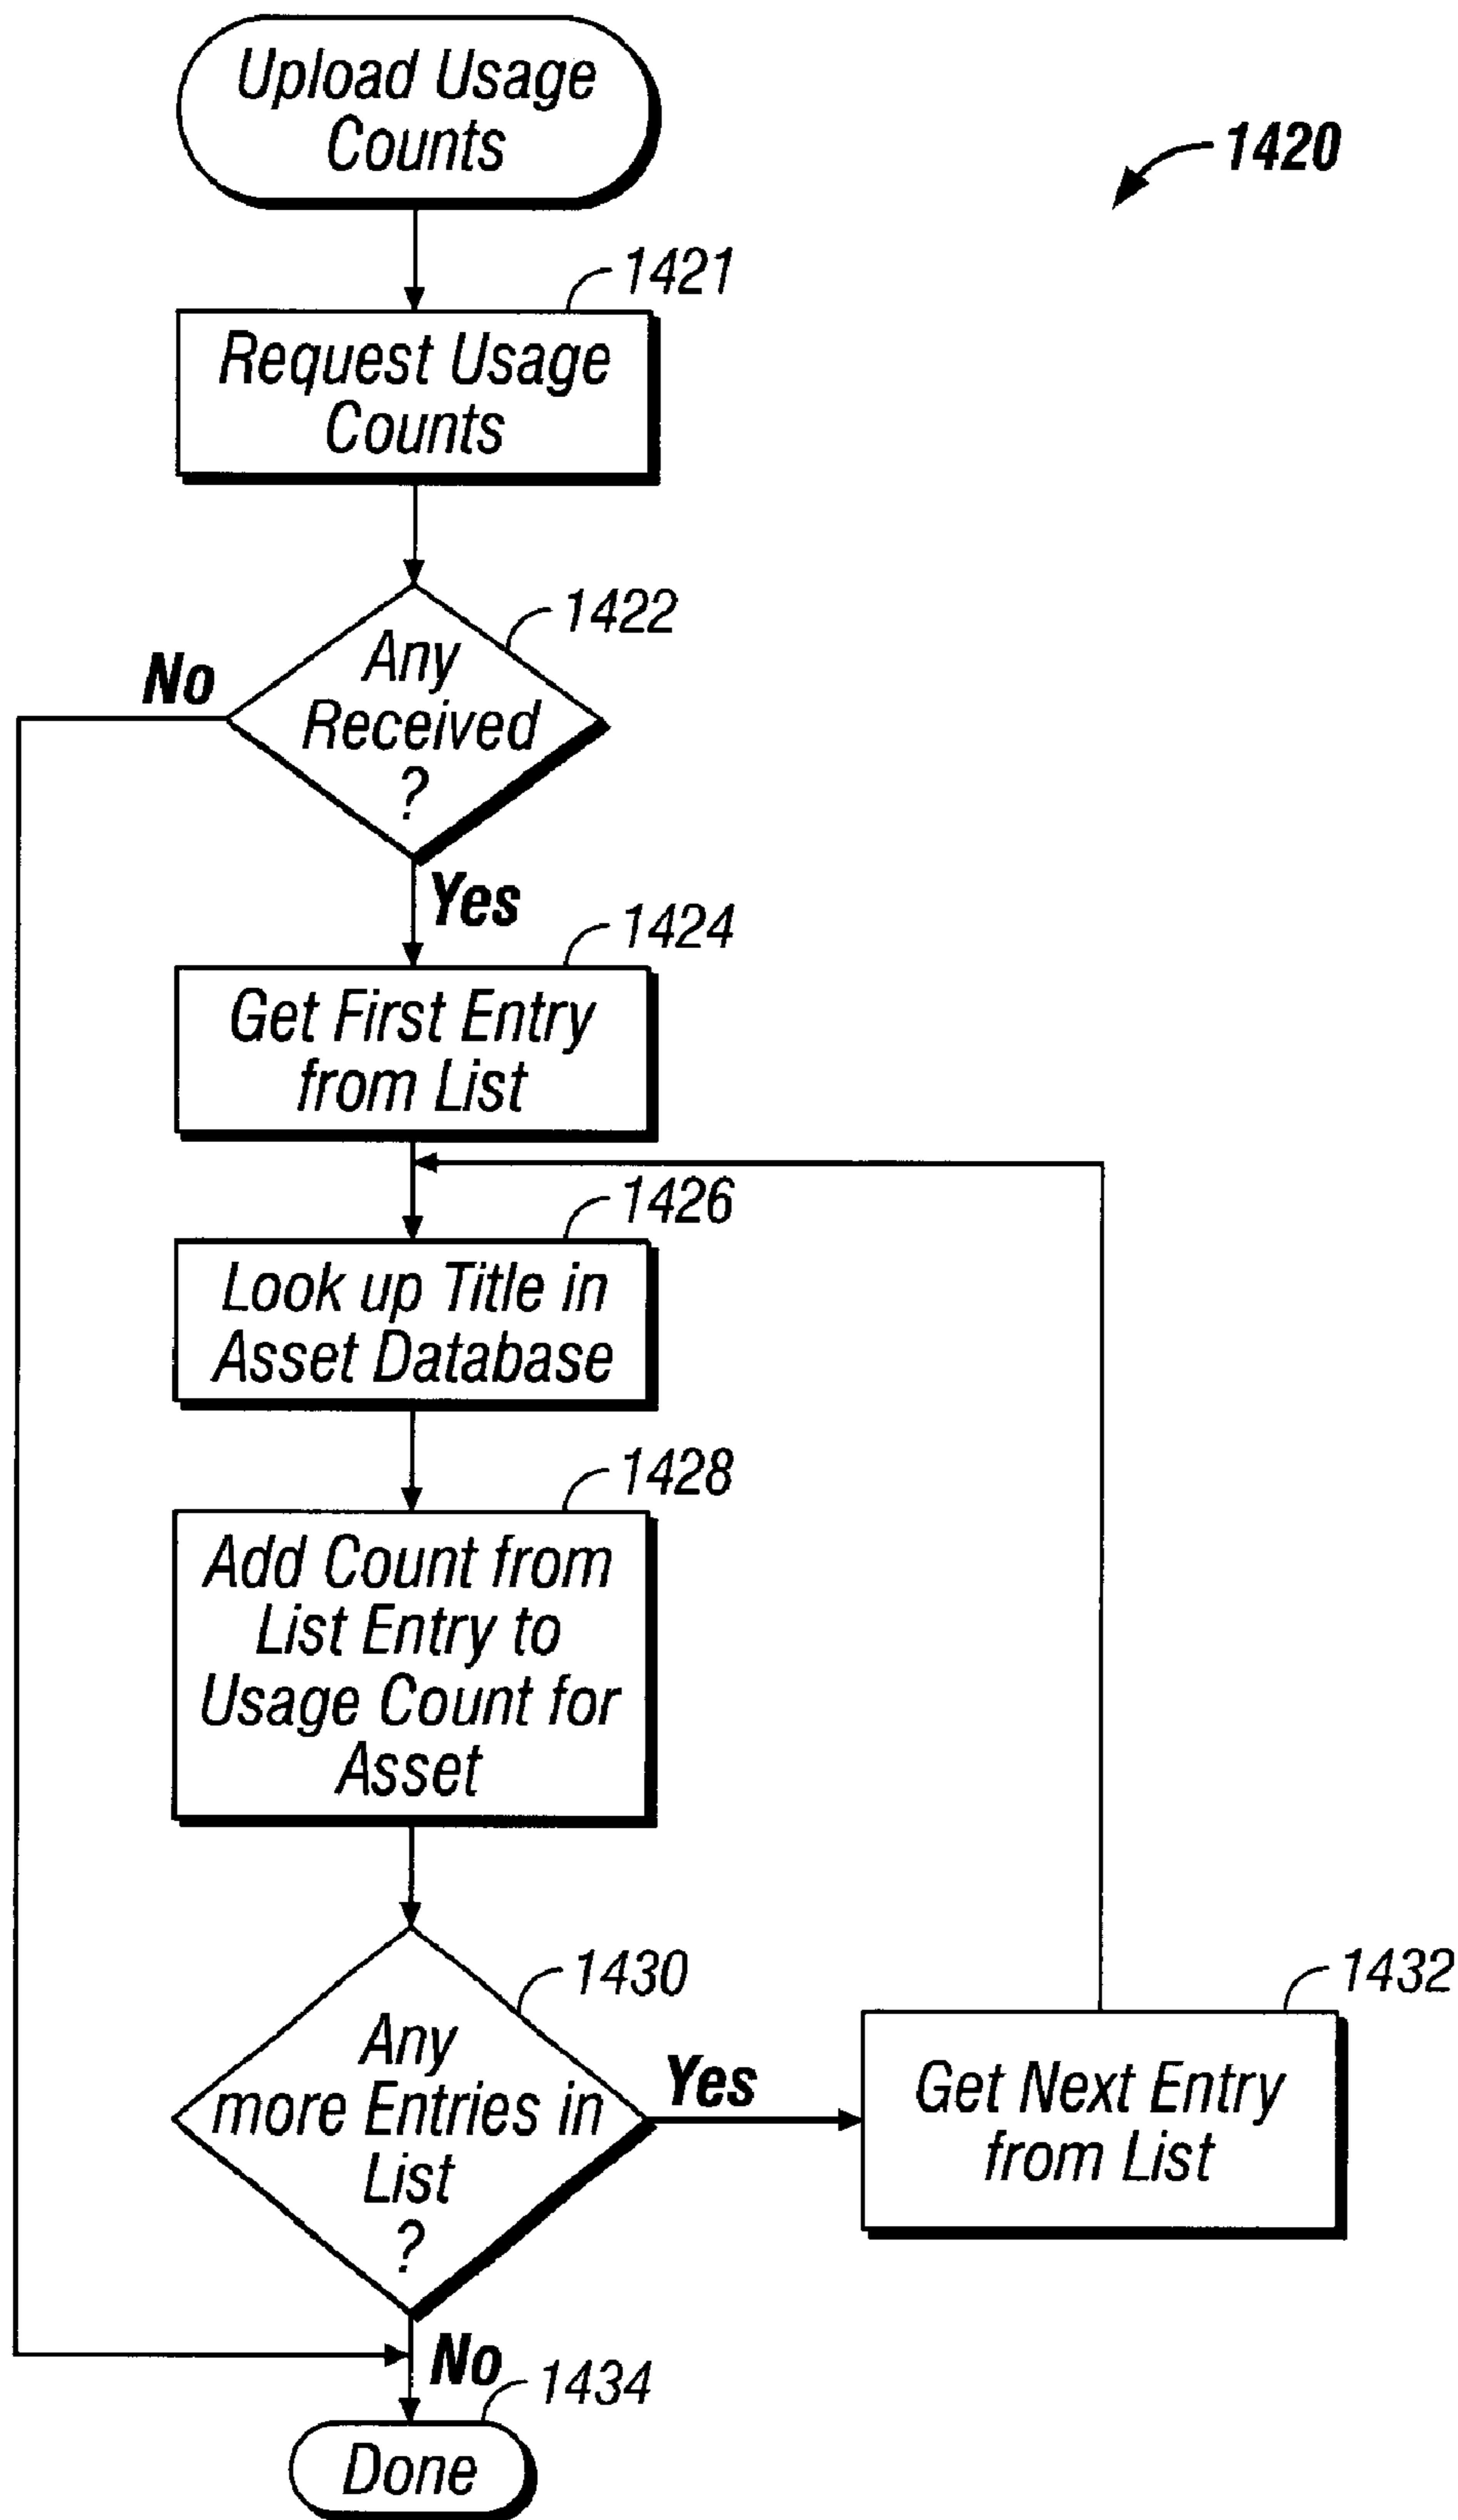 Upload Usage
Counts
1420
1421
Request Usage
Counts
1422
Any
Received
?
No
Yes
1424
Get First Entry
from List
1426
Look up Title in
Asset Database
1428
Add Count from
List Entry to
Usage Count for
Asset
1430
Any
more Entries in
List
?
Yes
1432
Get Next Entry
from List
No
1434
Done